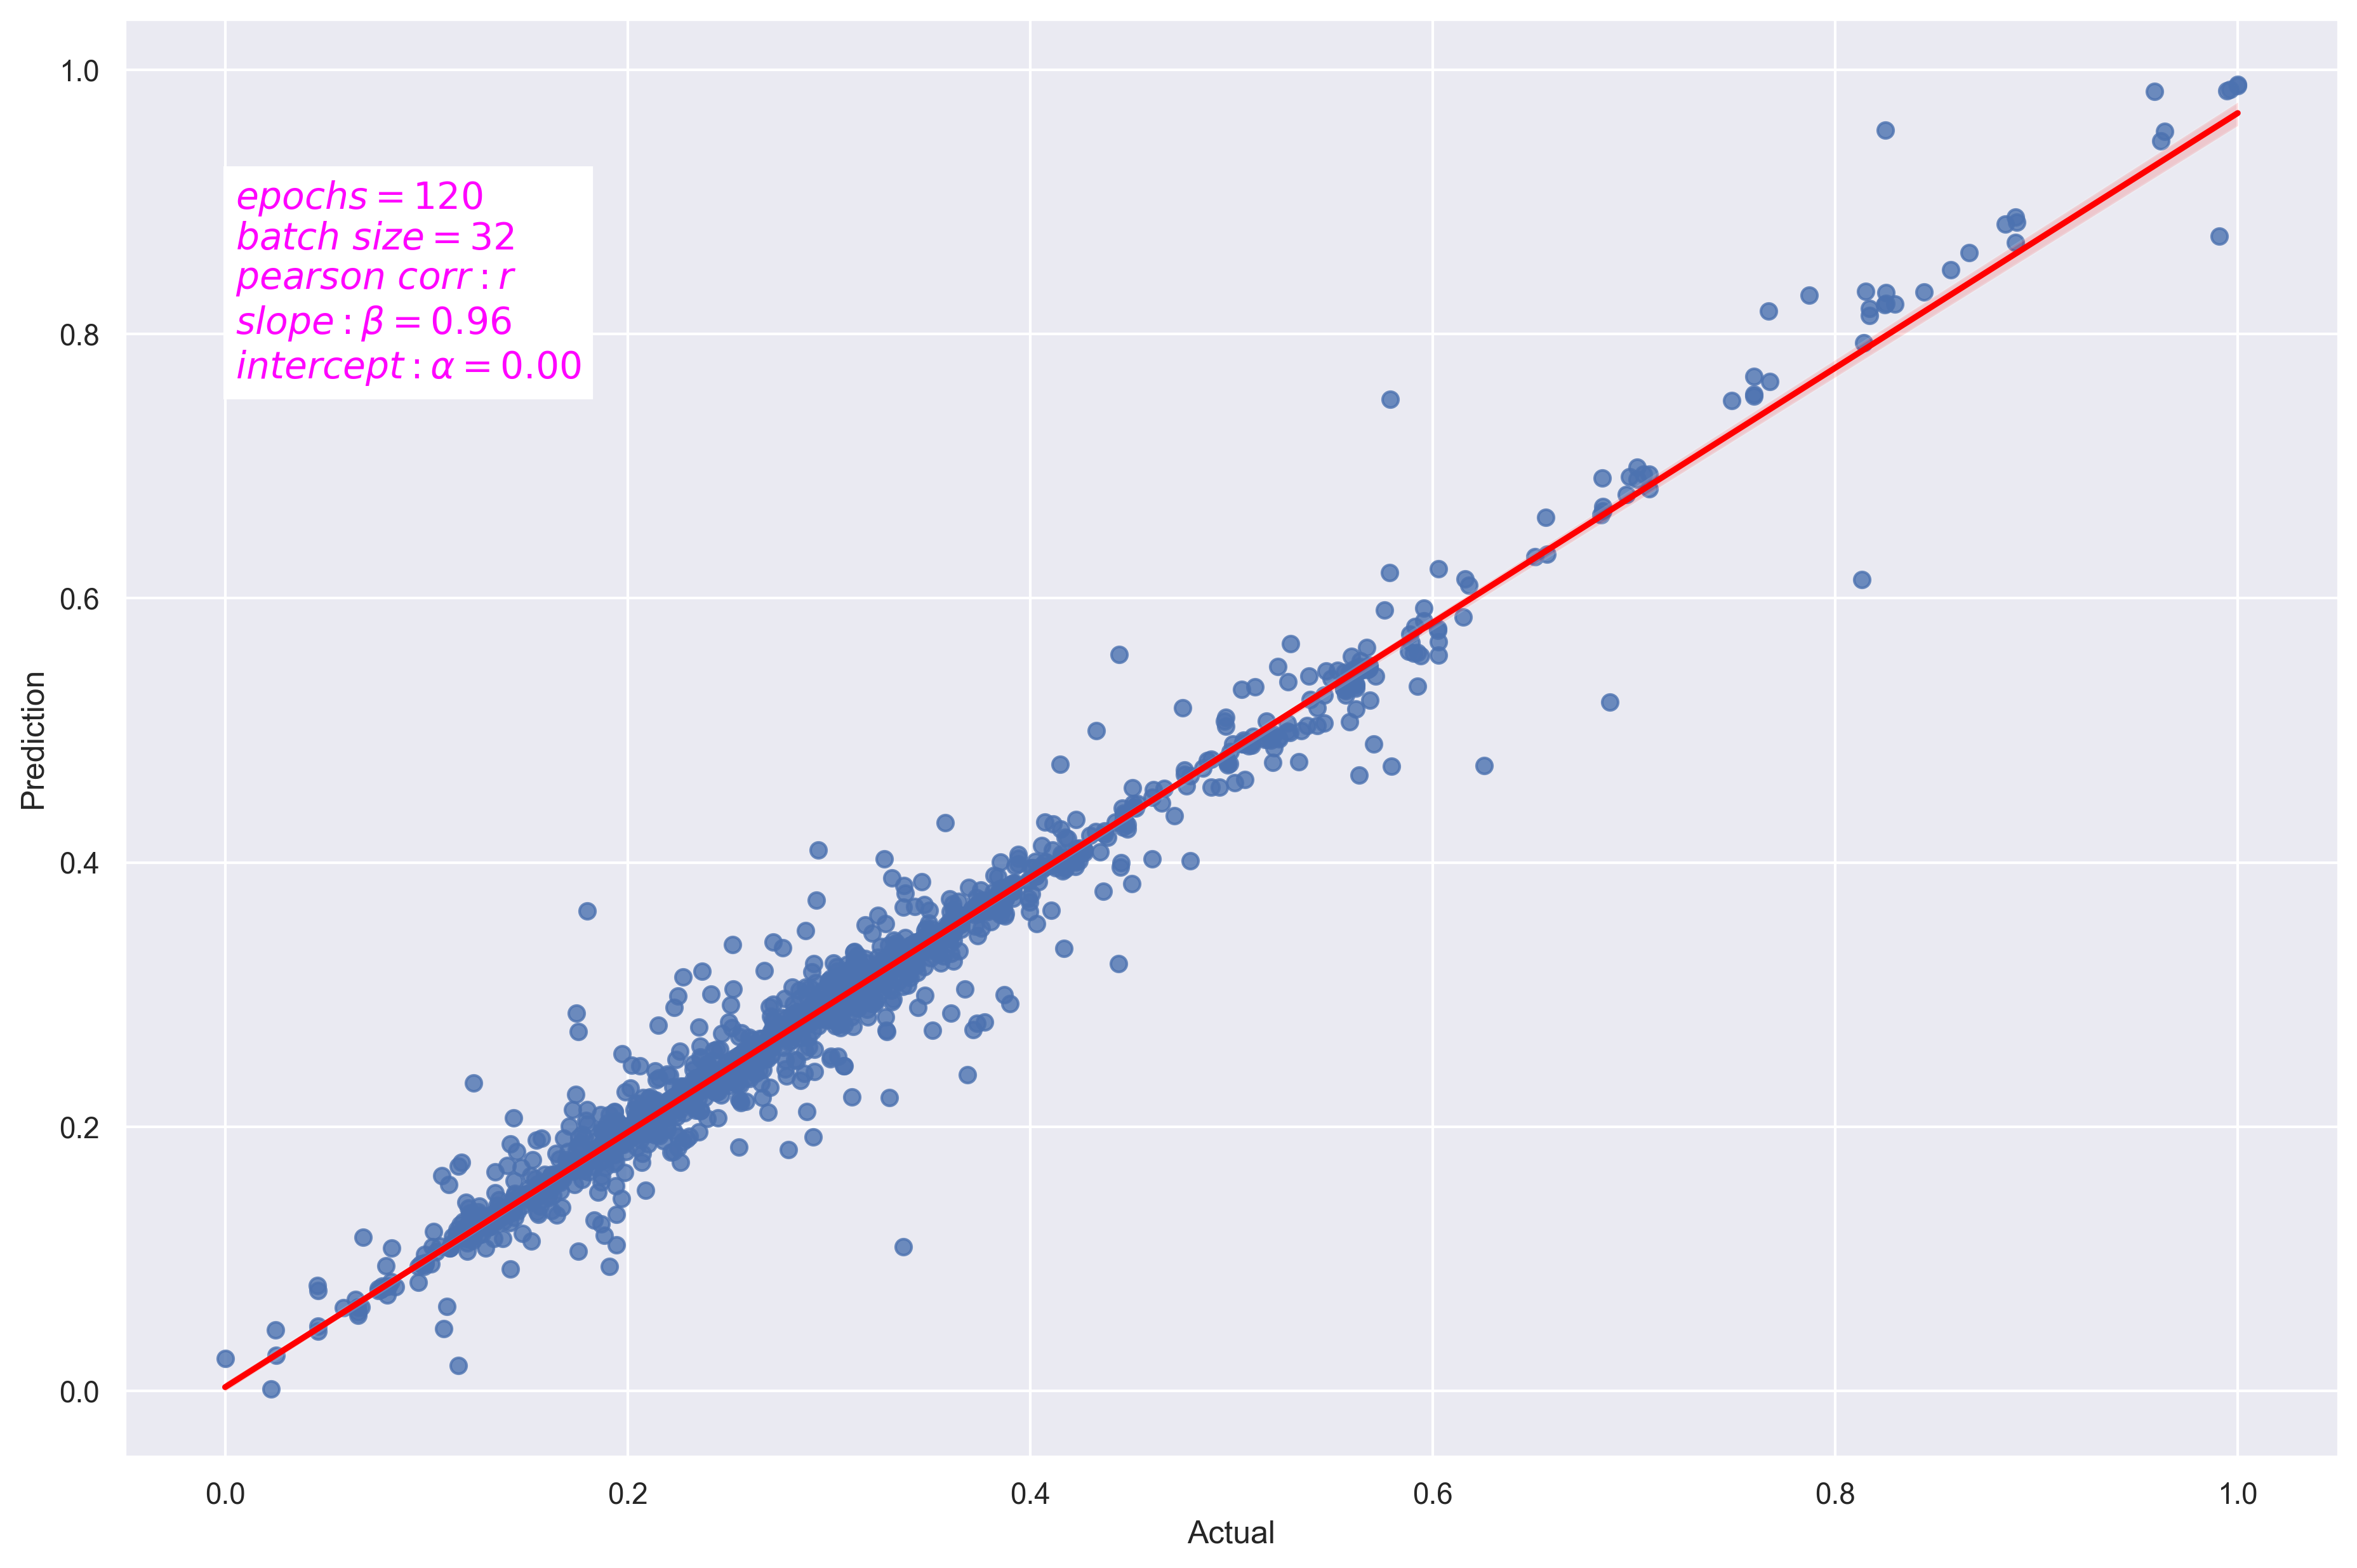 1.0
epochs = 120
batch size = 32
pearson corr : r
slope : β = 0.96
intercept : α = 0.00
0.8
0.6
Prediction
0.4
0.2
0.0
0.0 0.2 0.4 0.6 0.8 1.0
Actual